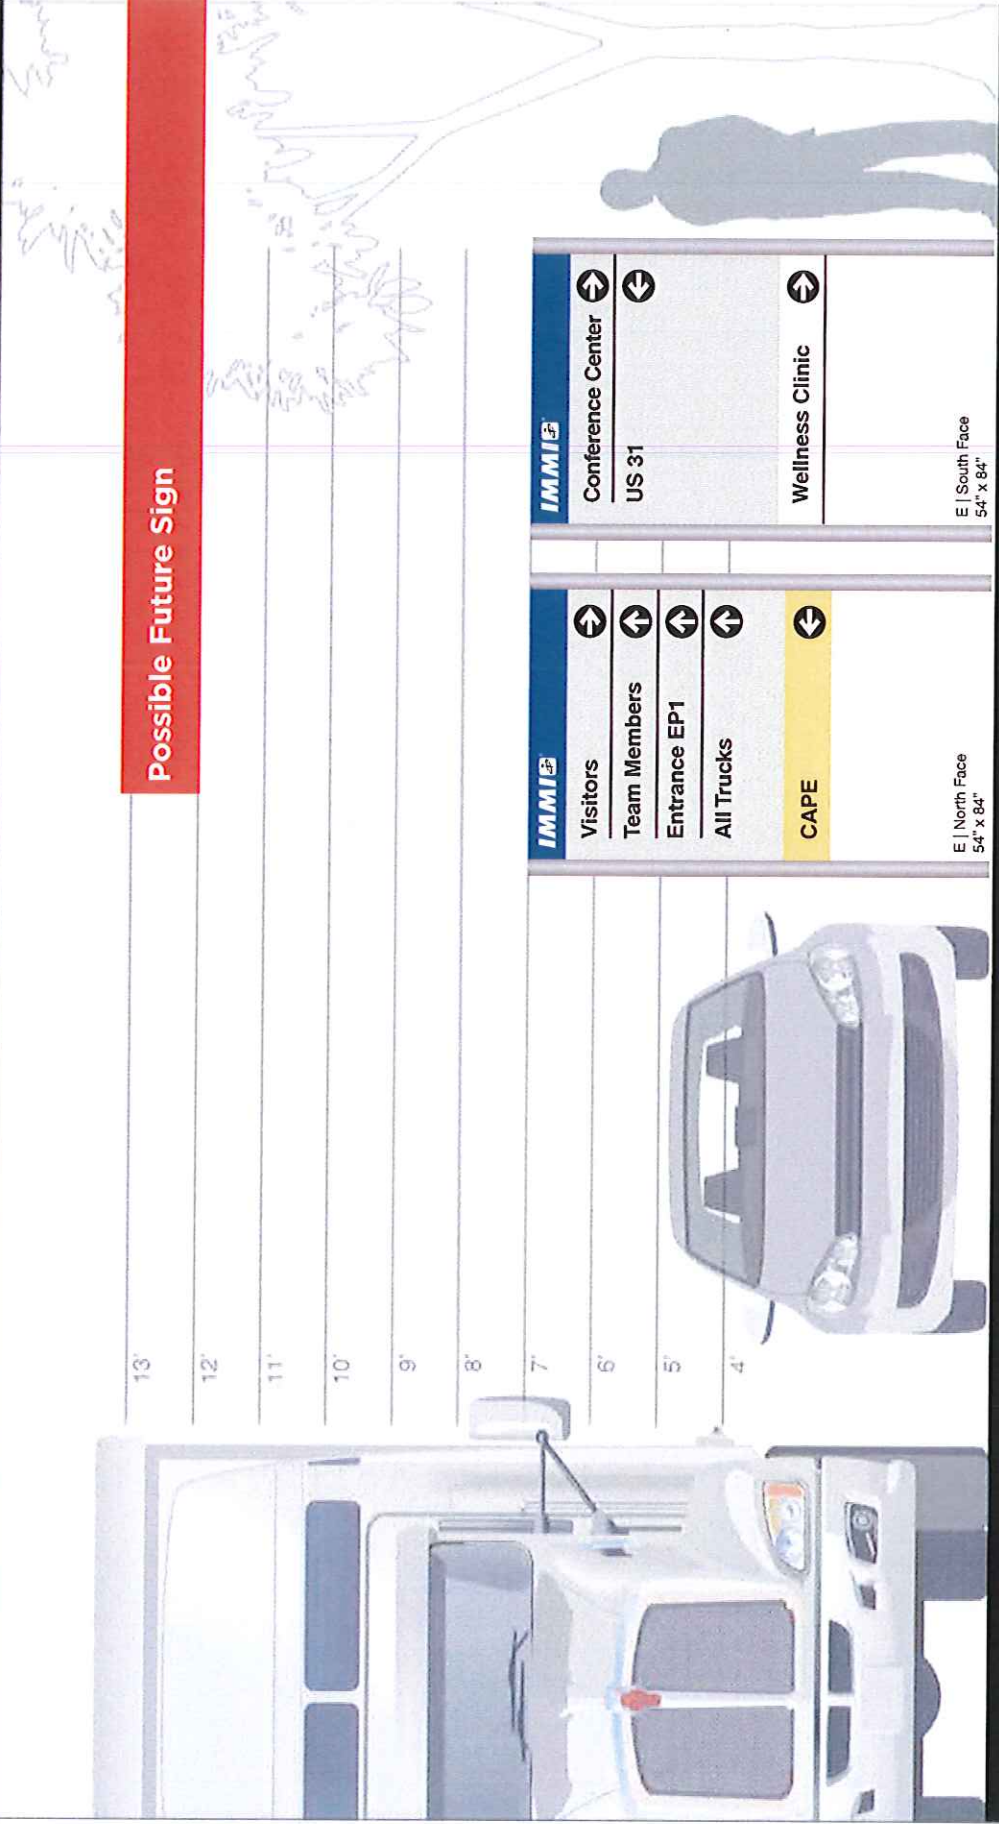 Possible Future Sign
13'
12'
11'
10'
9'
8'
7'
6'
5'
4'
IMMI
Visitors
Team Members
Entrance EP1
All Trucks
CAPE
E | North Face
54" x 84"
IMMI
Conference Center
US 31
Wellness Clinic
E | South Face
54" x 84"